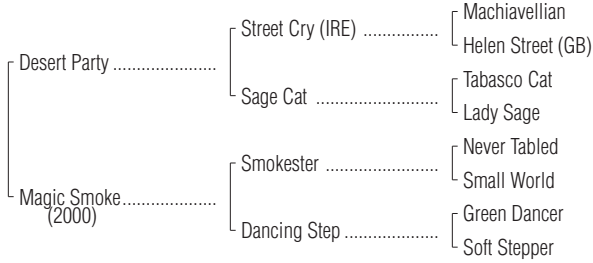 Machiavellian
Street Cry (IRE) ................
Helen Street (GB)
Desert Party ......................
Tabasco Cat
Sage Cat ..........................
Lady Sage
Never Tabled
Smokester ........................
Small World
Magic Smoke....................
(2000)
Green Dancer
Dancing Step ....................
Soft Stepper